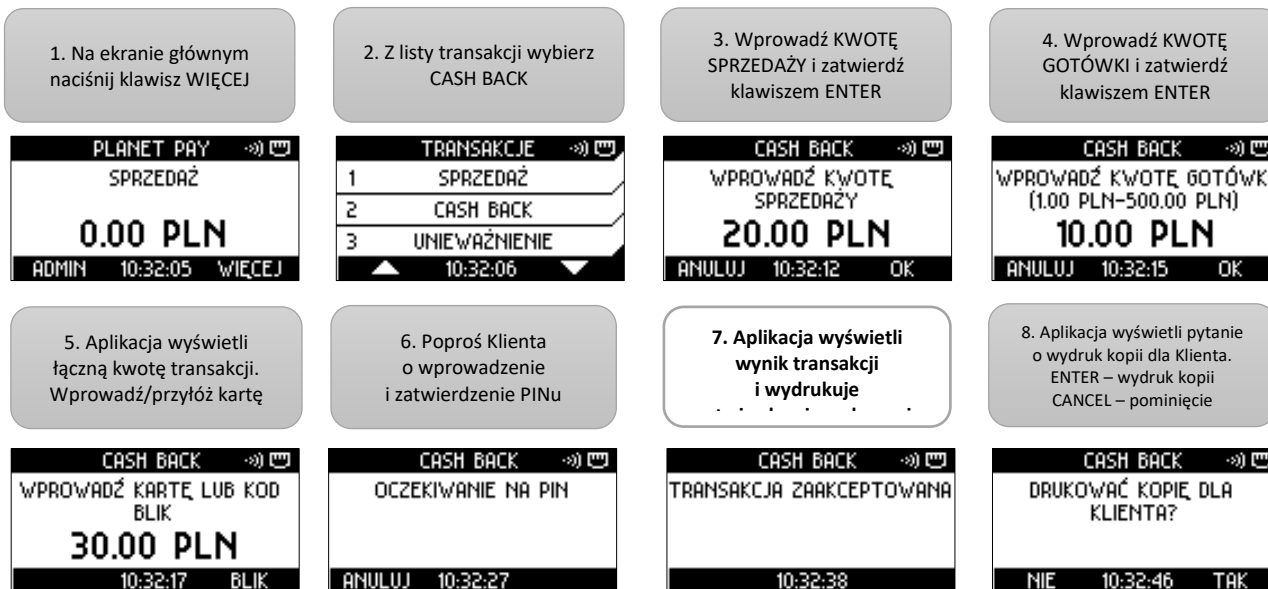 1. Na ekranie głównym
naciśnij klawisz WIĘCEJ
2. Z listy transakcji wybierz
CASH BACK
3. Wprowadź KWOTĘ
SPRZEDAŻY i zatwierdź
klawiszem ENTER
4. Wprowadź KWOTĘ
GOTÓWKI i zatwierdź
klawiszem ENTER
PLANET PAY
SPRZEDAŻ
0.00 PLN
ADMIN 10:32:05 WIĘCEJ
TRANSAKCJE
1 SPRZEDAŻ
2 CASH BACK
3 UNIEWAŻNIENIE
10:32:06
CASH BACK
WPROWADŹ KWOTĘ
SPRZEDAŻY
20.00 PLN
ANULUJ 10:32:12 OK
CASH BACK
WPROWADŹ KWOTĘ GOTÓWK
(1.00 PLN-500.00 PLN)
10.00 PLN
ANULUJ 10:32:15 OK
5. Aplikacja wyświetli
łączną kwotę transakcji.
Wprowadź/przyłóż kartę
6. Poproś Klienta
o wprowadzenie
i zatwierdzenie PINu
7. Aplikacja wyświetli
wynik transakcji
i wydrukuje
8. Aplikacja wyświetli pytanie
o wydruk kopii dla Klienta.
ENTER – wydruk kopii
CANCEL – pominięcie
CASH BACK
WPROWADŹ KARTĘ LUB KOD
BLIK
30.00 PLN
10:32:17 BLIK
CASH BACK
OCZEKIWANIE NA PIN
ANULUJ 10:32:27
CASH BACK
TRANSAKCJA ZAAKCEPTOWANA
10:32:38
CASH BACK
DRUKOWAĆ KOPIĘ DLA
KLIENTA?
NIE 10:32:46 TAK